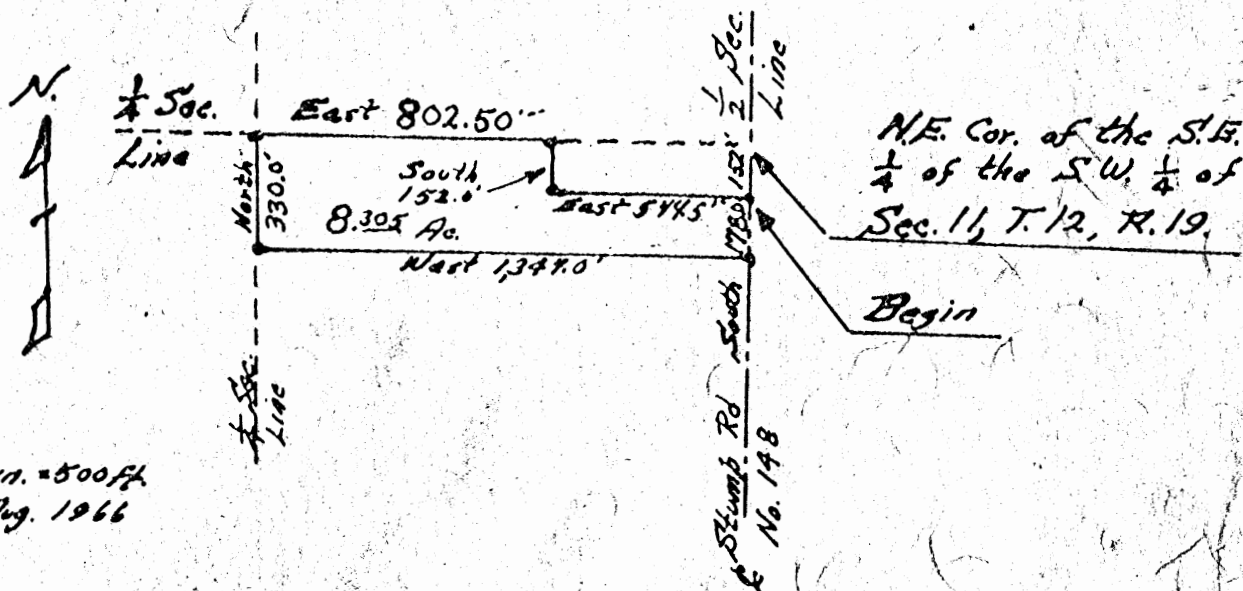 N.
1/4 Sec.
Line
East 802.50'
1/2 Sec.
Line
N.E. Cor. of the S.E.
1/4 of the S.W. 1/4 of
Sec. 11, T. 12, R. 19.
North
330.0'
South
152.0'
152'
East 544.5'
178.0
8.305 Ac.
West 1,347.0'
South
Begin
1/4 Sec.
Line
Stump Rd
No. 148
n. = 500 ft.
Aug. 1966